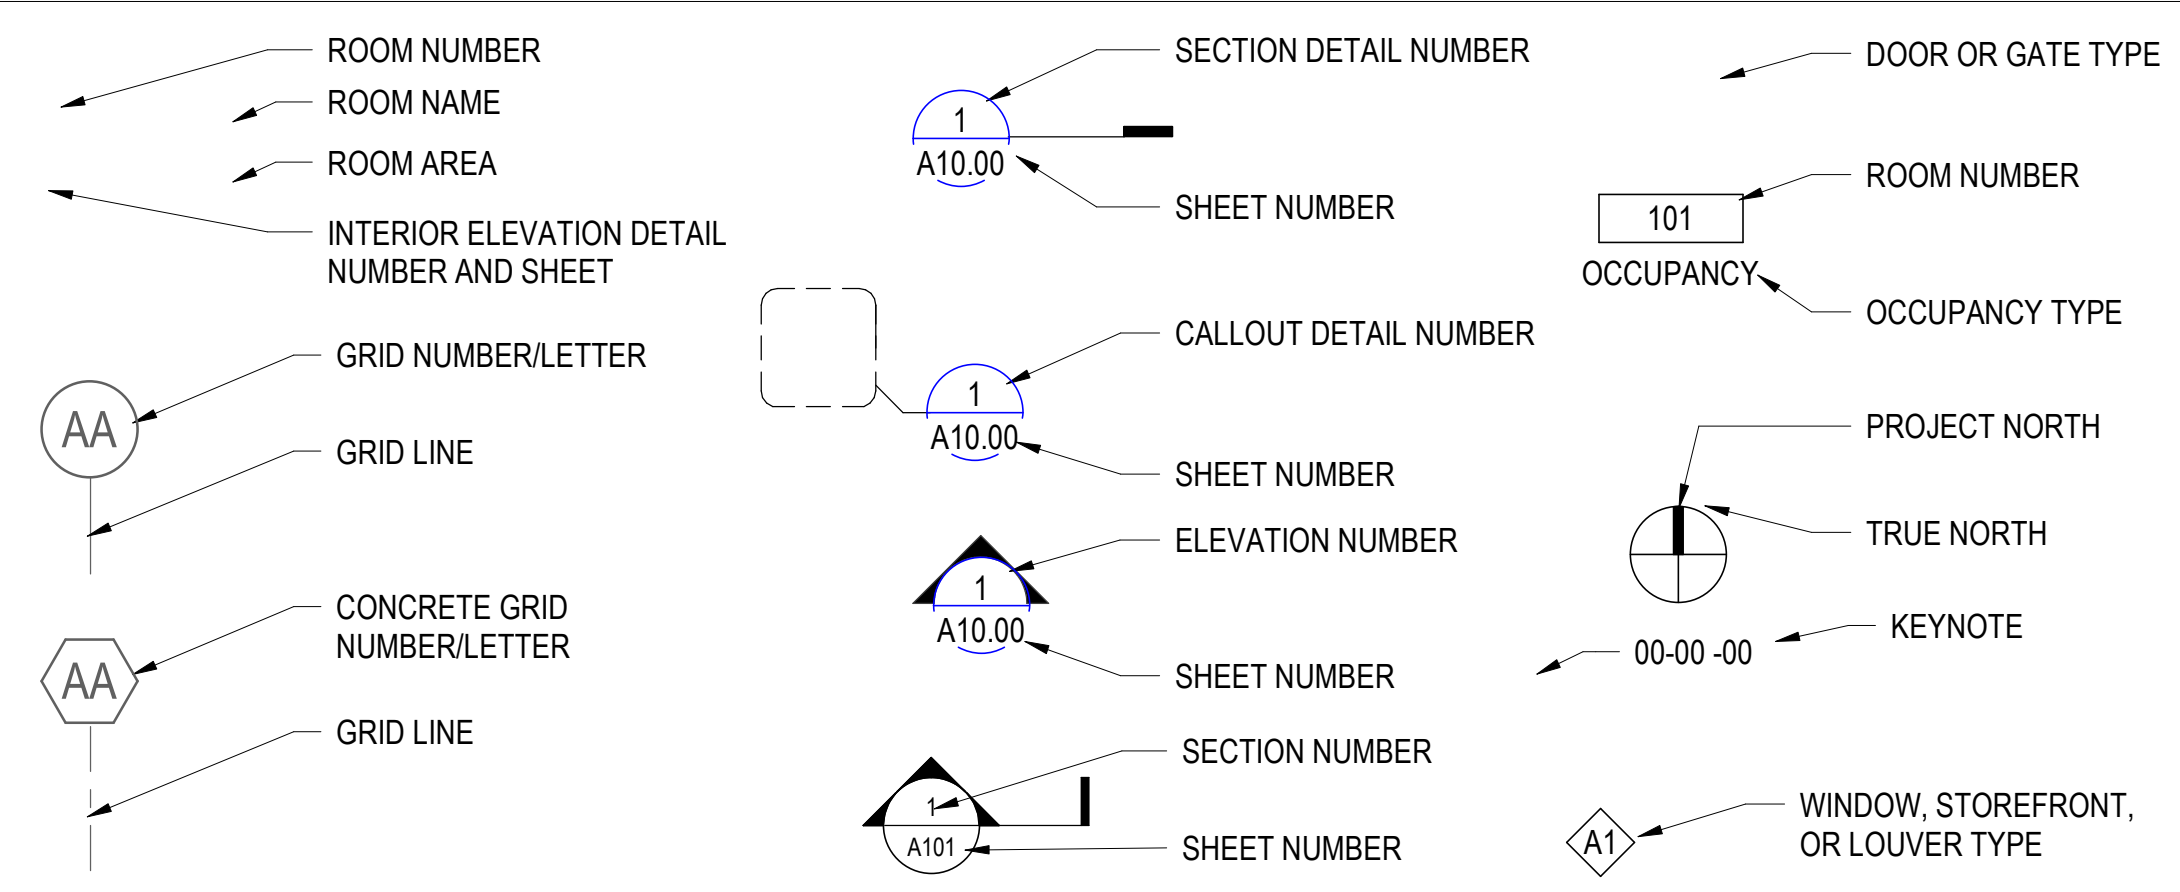 ROOM NUMBER
ROOM NAME
ROOM AREA
INTERIOR ELEVATION DETAIL
NUMBER AND SHEET
GRID NUMBER/LETTER
AA
GRID LINE
CONCRETE GRID
NUMBER/LETTER
AA
GRID LINE
SECTION DETAIL NUMBER
1
A10.00
SHEET NUMBER
CALLOUT DETAIL NUMBER
1
A10.00
SHEET NUMBER
ELEVATION NUMBER
1
A10.00
SHEET NUMBER
SECTION NUMBER
1
A101
SHEET NUMBER
DOOR OR GATE TYPE
ROOM NUMBER
101
OCCUPANCY
OCCUPANCY TYPE
PROJECT NORTH
TRUE NORTH
KEYNOTE
00-00 -00
WINDOW, STOREFRONT,
OR LOUVER TYPE
A1